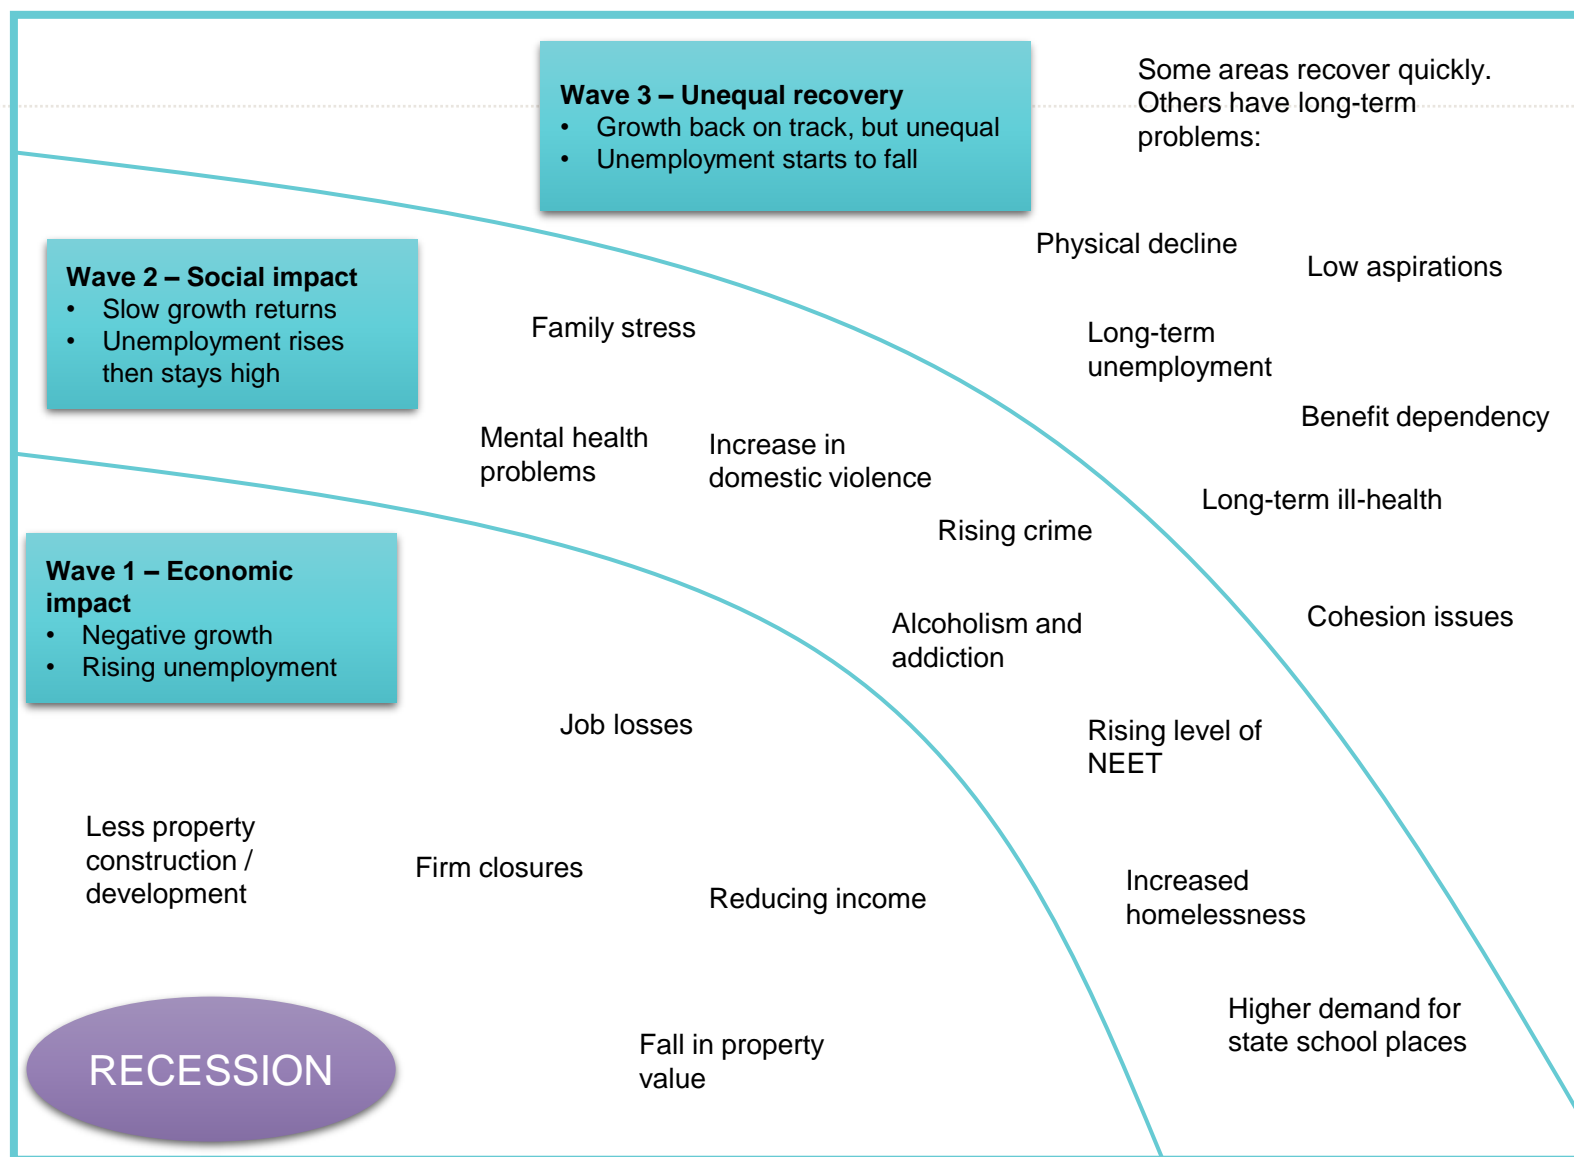 Wave 3 – Unequal recovery
• Growth back on track, but unequal
• Unemployment starts to fall
Some areas recover quickly.
Others have long-term
problems:
Physical decline
Low aspirations
Long-term
unemployment
Benefit dependency
Long-term ill-health
Cohesion issues
Wave 2 – Social impact
• Slow growth returns
• Unemployment rises
then stays high
Family stress
Mental health
problems
Increase in
domestic violence
Rising crime
Alcoholism and
addiction
Rising level of
NEET
Increased
homelessness
Higher demand for
state school places
Wave 1 – Economic
impact
• Negative growth
• Rising unemployment
Job losses
Less property
construction /
development
Firm closures
Reducing income
Fall in property
value
RECESSION